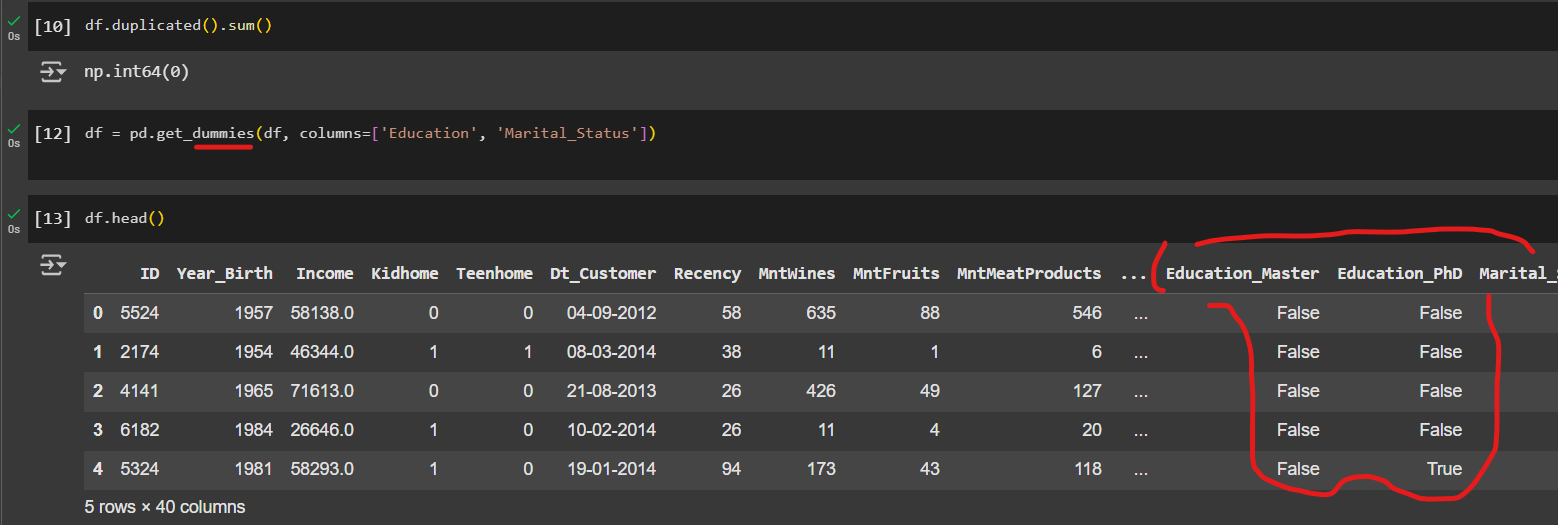 [10] df.duplicated().sum()
0s
np.int64(0)
[12] df = pd.get_dummies(df, columns=['Education', 'Marital_Status'])
0s
[13] df.head()
0s
ID Year_Birth Income Kidhome Teenhome Dt_Customer Recency MntWines MntFruits MntMeatProducts ... Education_Master Education_PhD Marital_
0 5524 1957 58138.0 0 0 04-09-2012 58 635 88 546 ... False False
1 2174 1954 46344.0 1 1 08-03-2014 38 11 1 6 ... False False
2 4141 1965 71613.0 0 0 21-08-2013 26 426 49 127 ... False False
3 6182 1984 26646.0 1 0 10-02-2014 26 11 4 20 ... False False
4 5324 1981 58293.0 1 0 19-01-2014 94 173 43 118 ... False True
5 rows × 40 columns